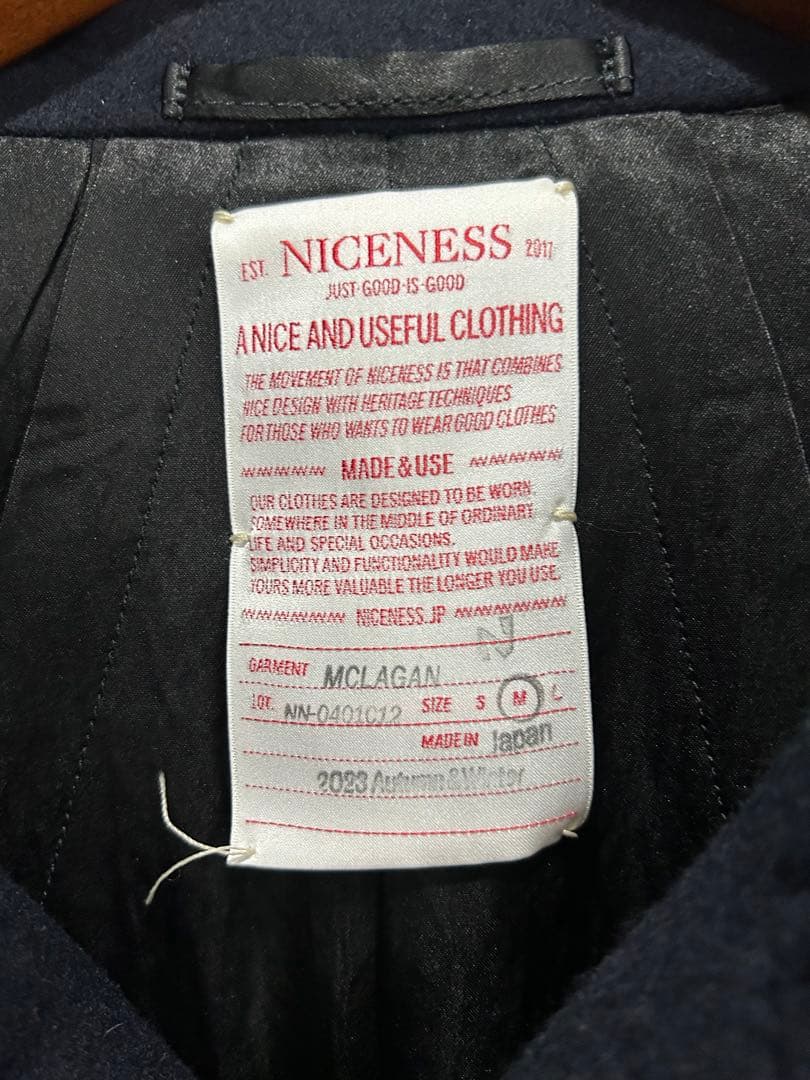 EST. NICENESS 2017
JUST-GOOD-IS-GOOD
A NICE AND USEFUL CLOTHING
THE MOVEMENT OF NICENESS IS THAT COMBINES
NICE DESIGN WITH HERITAGE TECHNIQUES
FOR THOSE WHO WANTS TO WEAR GOOD CLOTHES
MADE & USE
OUR CLOTHES ARE DESIGNED TO BE WORN
SOMEWHERE IN THE MIDDLE OF ORDINARY
LIFE AND SPECIAL OCCASIONS.
SIMPLICITY AND FUNCTIONALITY WOULD MAKE
YOURS MORE VALUABLE THE LONGER YOU USE.
NICENESS.JP
GARMENT MCLAGAN
LOT. NN-0401C12 SIZE S M L
MADE IN Japan
2023 Autumn & Winter